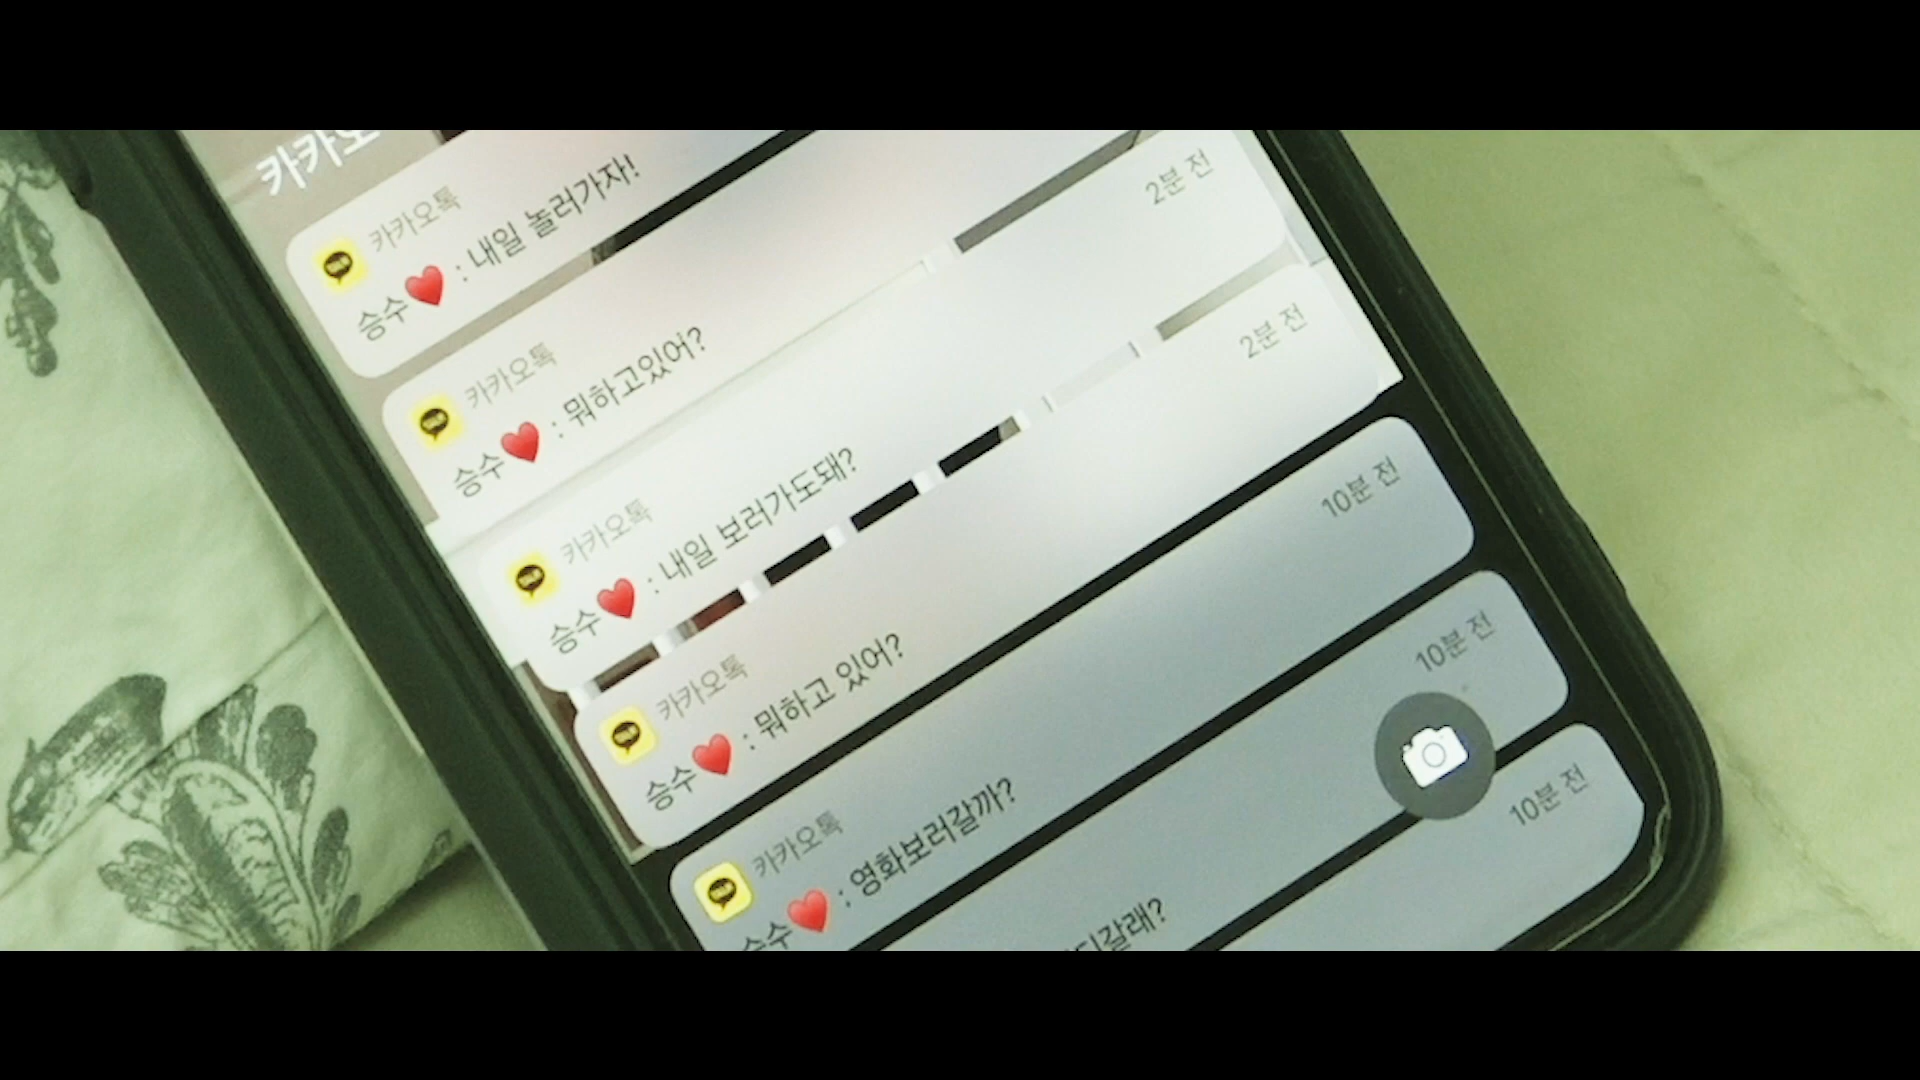 카카오
카카오톡
승수❤️ : 내일 놀러가자!
카카오톡
2분 전
승수❤️ : 뭐하고있어?
카카오톡
2분 전
승수❤️ : 내일 보러가도돼?
카카오톡
10분 전
승수❤️ : 뭐하고 있어?
카카오톡
10분 전
승수❤️ : 영화보러갈까?
10분 전
디갈래?